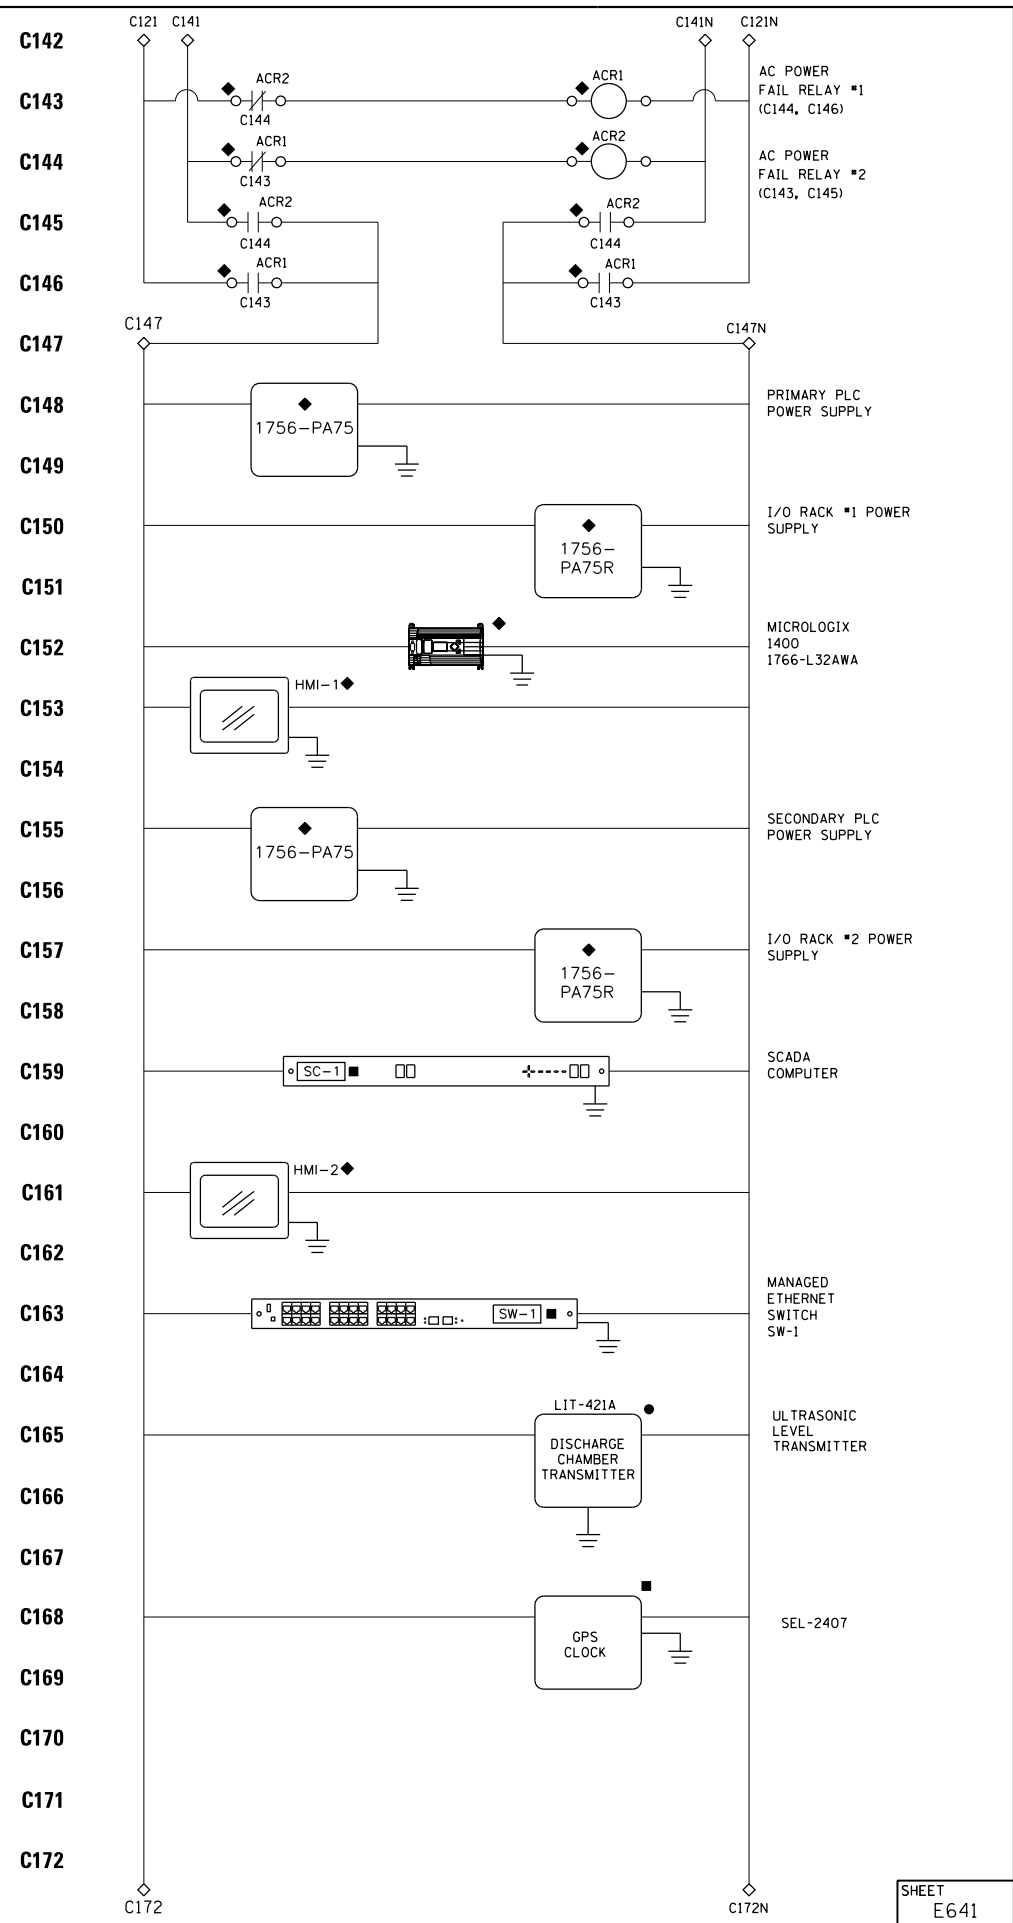 C121 C141 C141N C121N
C142
C143 ACR2 ACR1 AC POWER
FAIL RELAY #1
(C144, C146)
C144
C144 ACR1 ACR2 AC POWER
FAIL RELAY #2
(C143, C145)
C143
C145 ACR2 ACR2
C144 C144
C146 ACR1 ACR1
C143 C143
C147 C147N
C147
C148 PRIMARY PLC
POWER SUPPLY
1756-PA75
C149
C150 I/O RACK #1 POWER
SUPPLY
1756-
PA75R
C151
C152 MICROLOGIX
1400
1766-L32AWA
HMI-1
C153
C154
C155 SECONDARY PLC
POWER SUPPLY
1756-PA75
C156
C157 I/O RACK #2 POWER
SUPPLY
1756-
PA75R
C158
C159 SC-1 SCADA
COMPUTER
C160
HMI-2
C161
C162
C163 SW-1 MANAGED
ETHERNET
SWITCH
SW-1
C164
LIT-421A
C165 DISCHARGE
CHAMBER
TRANSMITTER
ULTRASONIC
LEVEL
TRANSMITTER
C166
C167
C168 GPS
CLOCK
SEL-2407
C169
C170
C171
C172
C172 C172N
SHEET
E641